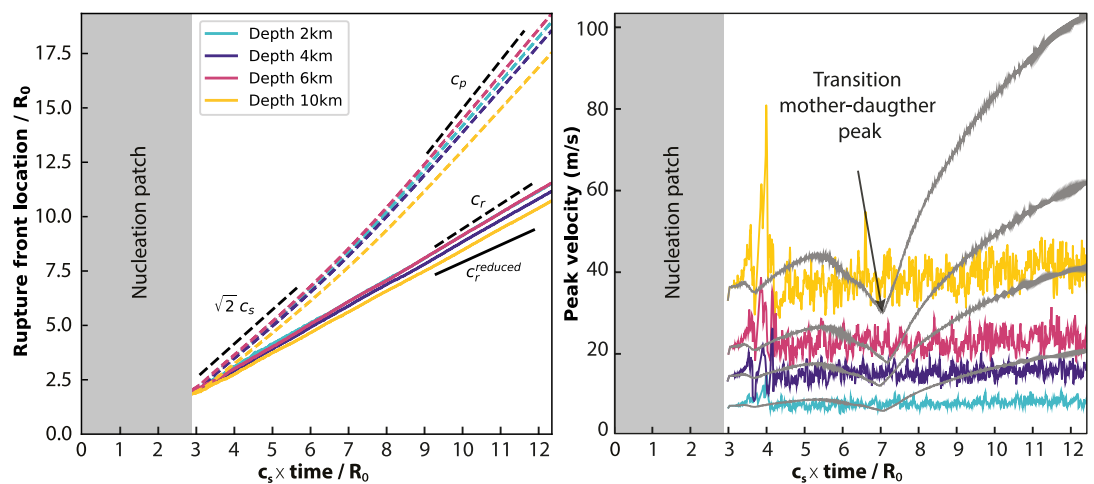 Depth 2km
Depth 4km
Depth 6km
Depth 10km
Nucleation patch
√2 c_s
c_p
c_r
c_r^reduced
17.5
15.0
12.5
10.0
7.5
5.0
2.5
0.0
0 1 2 3 4 5 6 7 8 9 10 11 12
Rupture front location / R₀
cₛ× time / R₀
Transition
mother-daugther
peak
Nucleation patch
100
80
60
40
20
0
0 1 2 3 4 5 6 7 8 9 10 11 12
Peak velocity (m/s)
cₛ× time / R₀